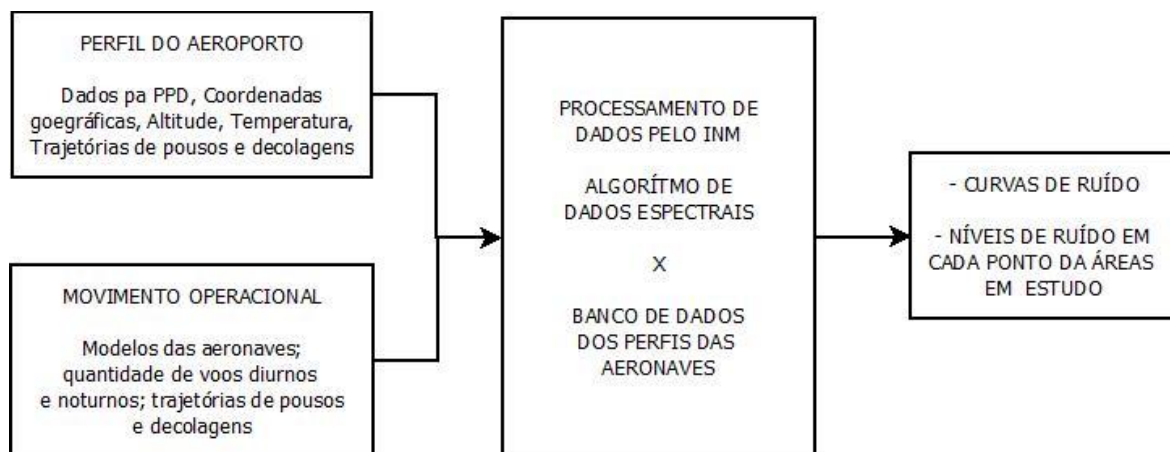 PERFIL DO AEROPORTO
Dados pa PPD, Coordenadas
goegráficas, Altitude, Temperatura,
Trajetórias de pousos e decolagens
MOVIMENTO OPERACIONAL
Modelos das aeronaves;
quantidade de voos diurnos
e noturnos; trajetórias de pousos
e decolagens
PROCESSAMENTO DE
DADOS PELO INM
ALGORÍTMO DE
DADOS ESPECTRAIS
X
BANCO DE DADOS
DOS PERFIS DAS
AERONAVES
- CURVAS DE RUÍDO
- NÍVEIS DE RUÍDO EM
CADA PONTO DA ÁREAS
EM ESTUDO